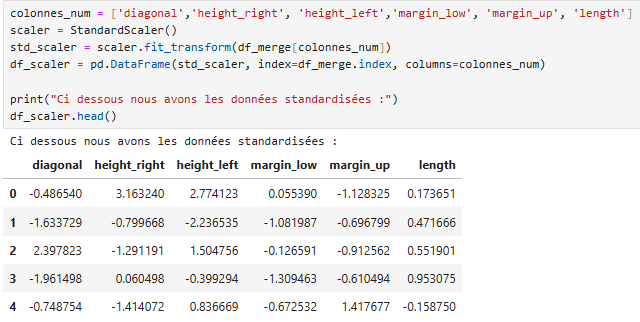 colonnes_num = ['diagonal','height_right', 'height_left','margin_low', 'margin_up', 'length']
scaler = StandardScaler()
std_scaler = scaler.fit_transform(df_merge[colonnes_num])
df_scaler = pd.DataFrame(std_scaler, index=df_merge.index, columns=colonnes_num)
print("Ci dessous nous avons les données standardisées :")
df_scaler.head()
Ci dessous nous avons les données standardisées :
diagonal height_right height_left margin_low margin_up length
0 -0.486540 3.163240 2.774123 0.055390 -1.128325 0.173651
1 -1.633729 -0.799668 -2.236535 -1.081987 -0.696799 0.471666
2 2.397823 -1.291191 1.504756 -0.126591 -0.912562 0.551901
3 -1.961498 0.060498 -0.399294 -1.309463 -0.610494 0.953075
4 -0.748754 -1.414072 0.836669 -0.672532 1.417677 -0.158750